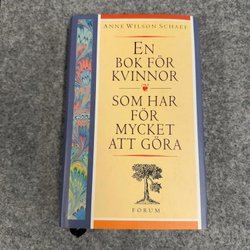 ANNE WILSON SCHAEF
EN
BOK FÖR
KVINNOR
SOM HAR
FÖR
MYCKET
ATT GÖRA
FORUM